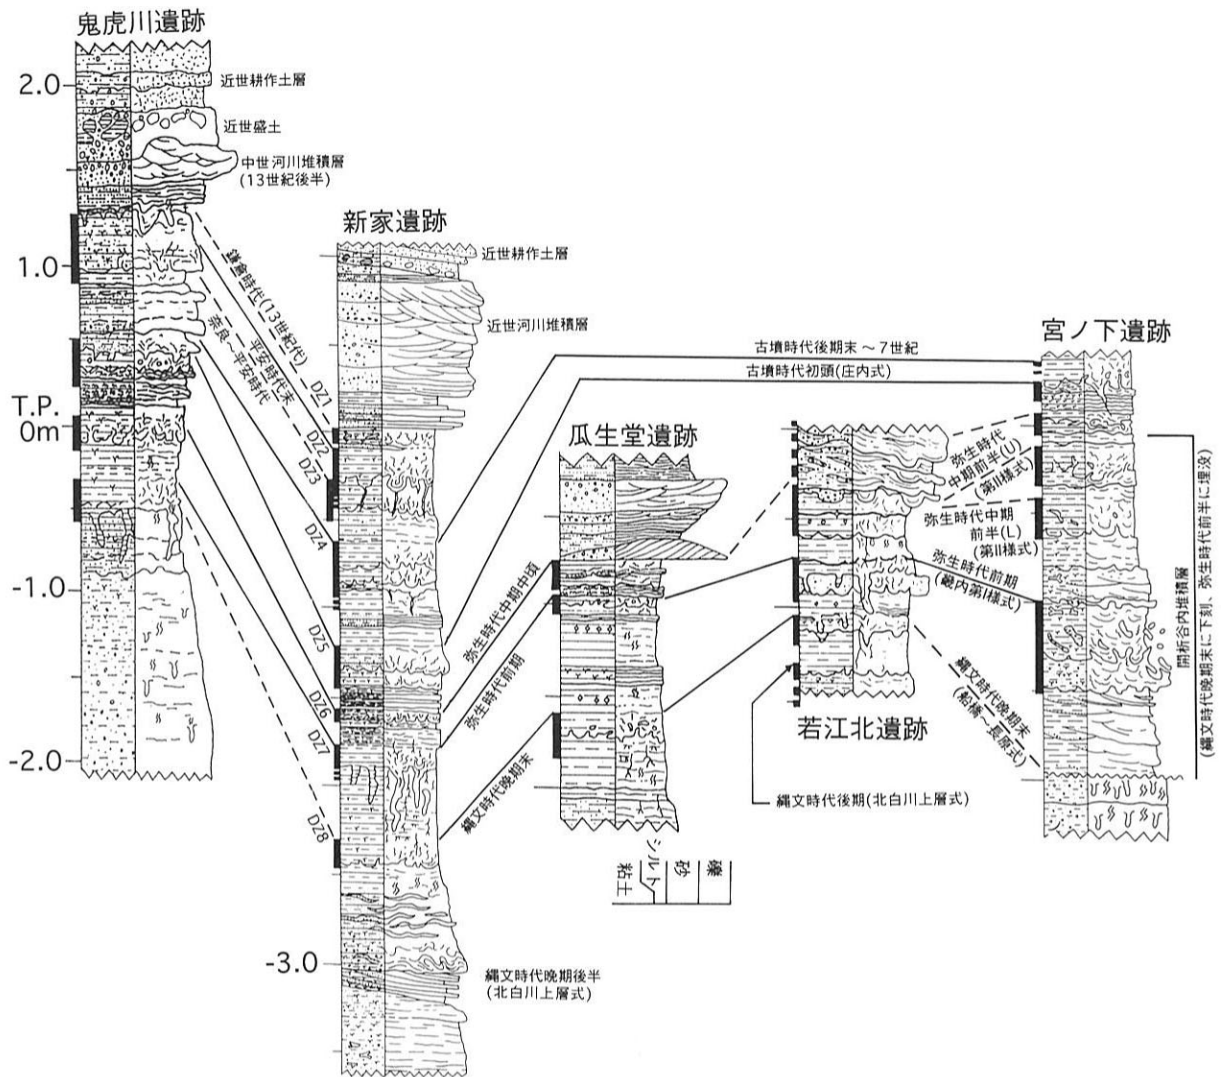 鬼虎川遺跡
2.0
近世耕作土層
近世盛土
中世河川堆積層
(13世紀後半)
1.0
T.P.
0m
-1.0
-2.0
-3.0
鎌倉時代(13世紀代)
平安時代末
奈良～平安時代
DZ1
DZ2
DZ3
DZ4
DZ5
DZ6
DZ7
DZ8
新家遺跡
近世耕作土層
近世河川堆積層
縄文時代晩期後半
(北白川上層式)
古墳時代後期末～7世紀
古墳時代初頭(庄内式)
弥生時代中期中頃
弥生時代前期
縄文時代晩期末
瓜生堂遺跡
粘土
シルト
砂
礫
若江北遺跡
縄文時代後期(北白川上層式)
弥生時代
中期前半(U)
(第II様式)
弥生時代中期
前半(L)
(第II様式)
弥生時代前期
(畿内第I様式)
縄文時代晩期末
(船橋～長原式)
宮ノ下遺跡
開析谷内堆積層
(縄文時代晩期末に下刻、弥生時代前半に埋没)